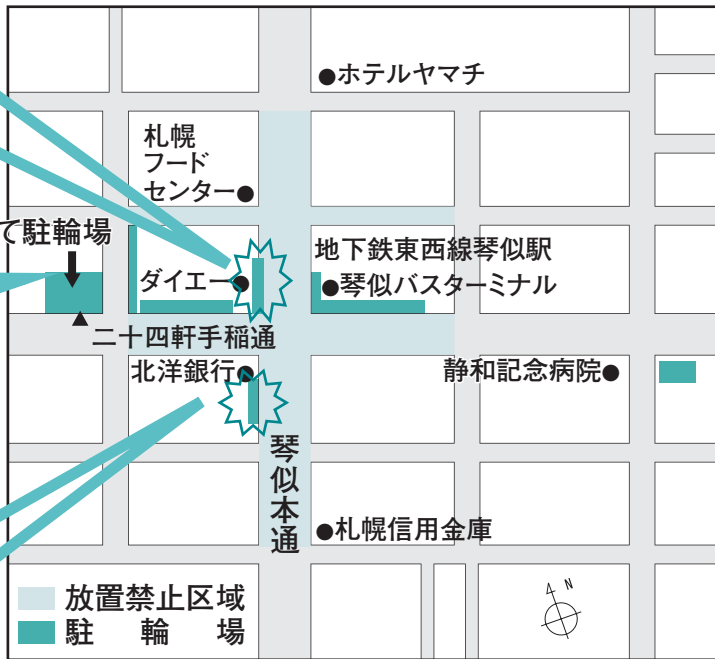 ホテルヤマチ
札幌
フード
センター
て駐輪場
地下鉄東西線琴似駅
ダイエー
琴似バスターミナル
二十四軒手稲通
北洋銀行
静和記念病院
琴似本通
札幌信用金庫
放置禁止区域
駐輪場
N